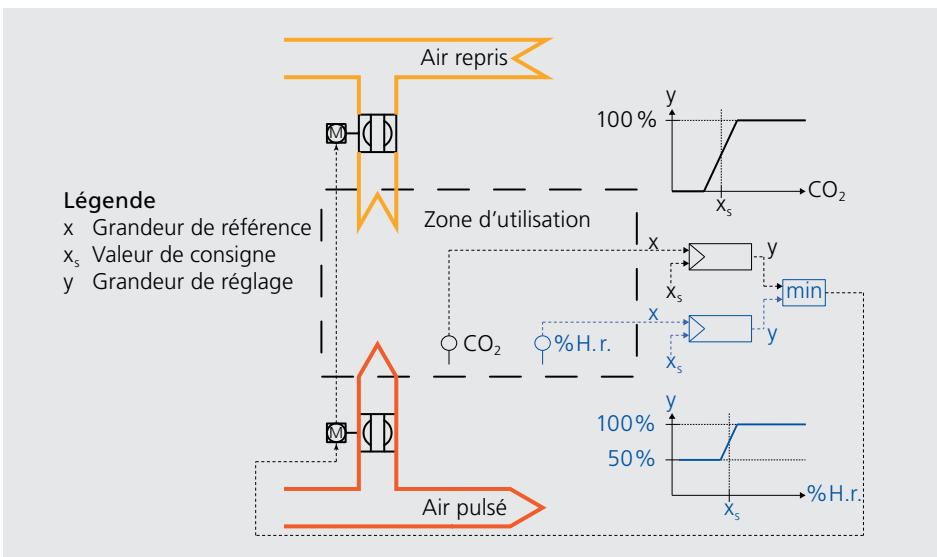 Air repris
M
y
100 %
CO₂
xₛ
Légende
x Grandeur de référence
xₛ Valeur de consigne
y Grandeur de réglage
Zone d'utilisation
x
y
xₛ
min
x
y
xₛ
CO₂
%H.r.
y
100%
50%
%H.r.
xₛ
M
Air pulsé